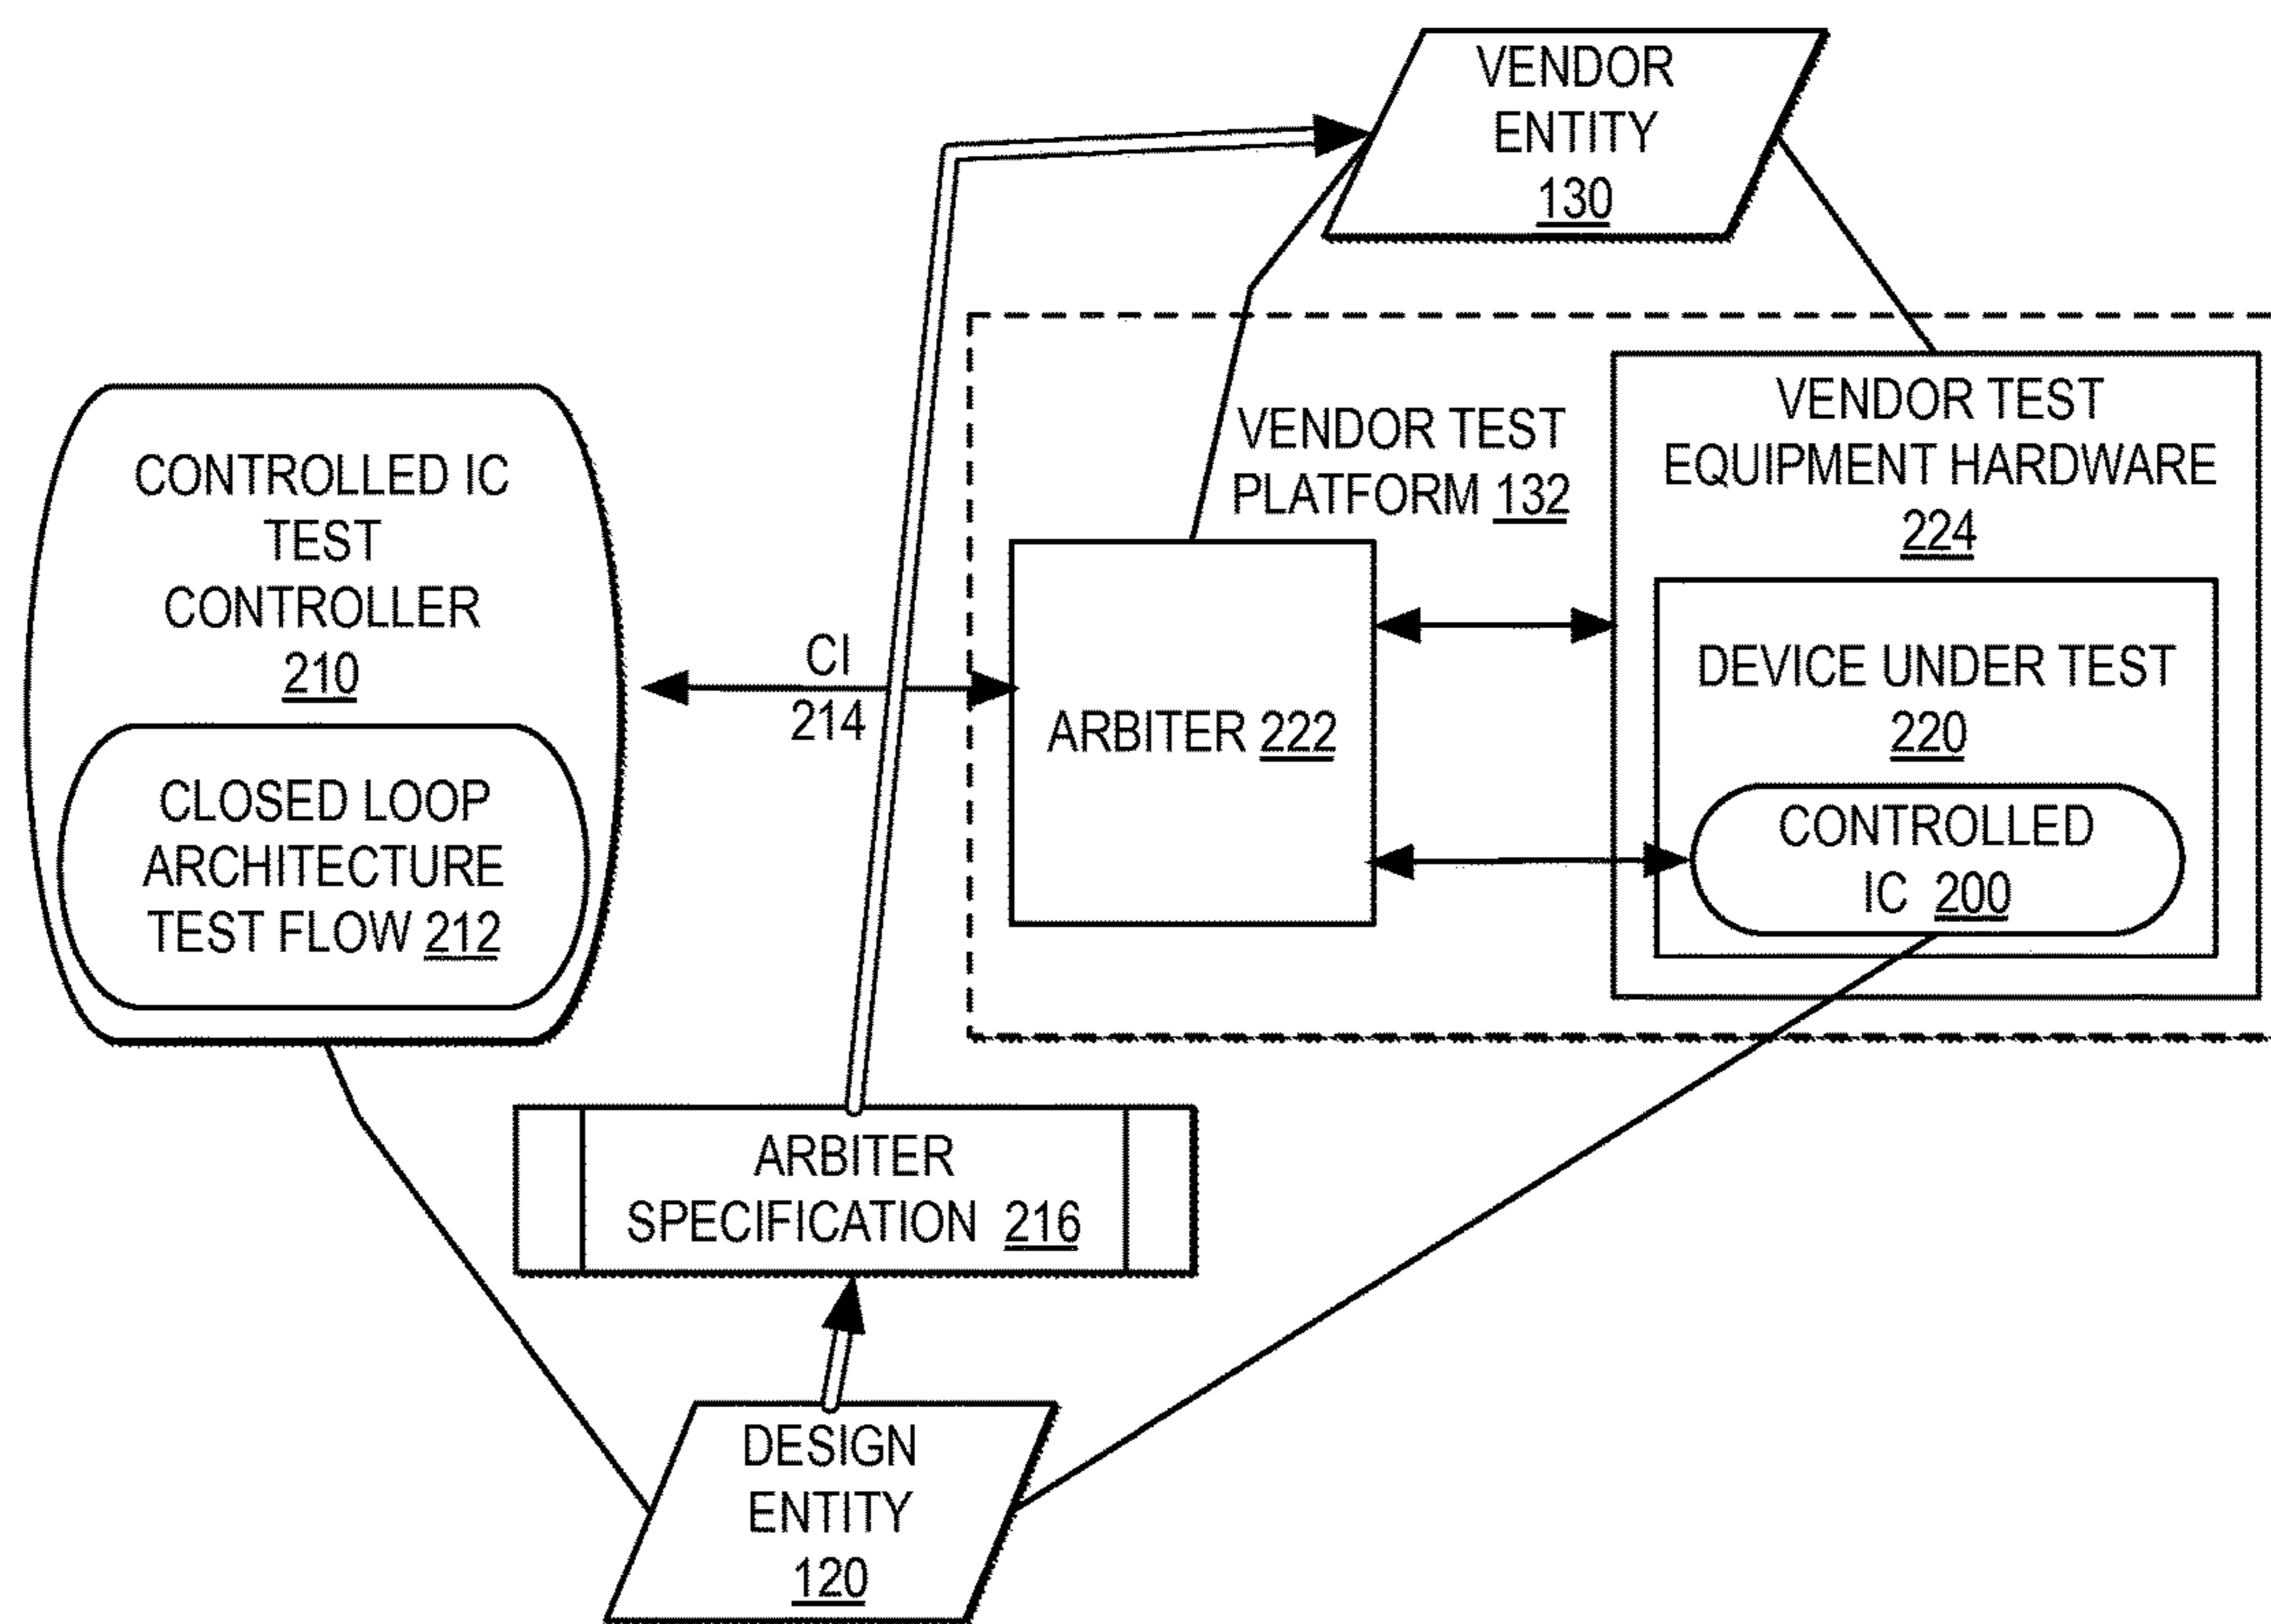 VENDOR
ENTITY
130
VENDOR TEST
PLATFORM 132
VENDOR TEST
EQUIPMENT HARDWARE
224
CONTROLLED IC
TEST
CONTROLLER
210
CI
214
ARBITER 222
DEVICE UNDER TEST
220
CONTROLLED
IC 200
CLOSED LOOP
ARCHITECTURE
TEST FLOW 212
ARBITER
SPECIFICATION 216
DESIGN
ENTITY
120